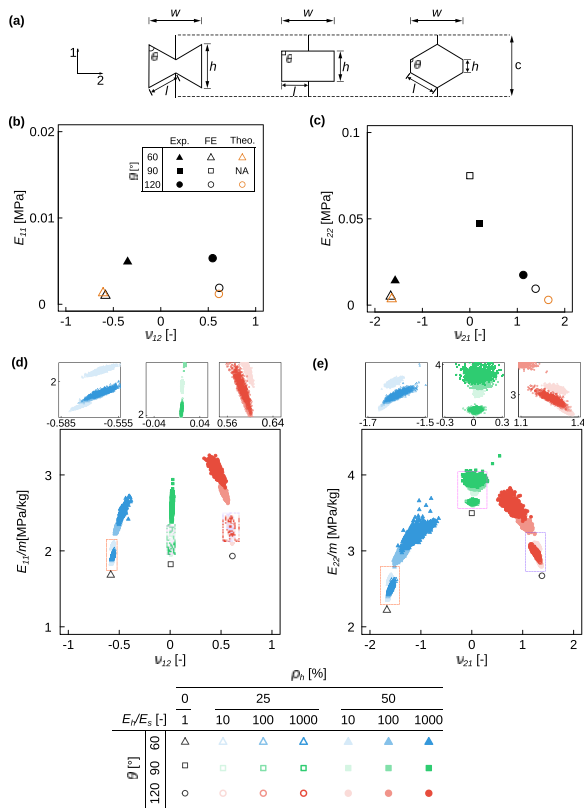 (a)
w w w
1
2
θ θ θ
h h h c
l l l
(b) (c)
0.02
0.01
0
E11 [MPa]
Exp. FE Theo.
θ [°]
60
90 NA
120
-1 -0.5 0 0.5 1
ν12 [-]
0.1
0.05
0
E22 [MPa]
-2 -1 0 1 2
ν21 [-]
(d) (e)
2
-0.585 -0.555
2
-0.04 0.04
0.56 0.64
-1.7 -1.5
4
3
-0.3 0.3
3
1.1 1.4
3
2
1
E11/m[MPa/kg]
-1 -0.5 0 0.5 1
ν12 [-]
4
3
2
E22/m [MPa/kg]
-2 -1 0 1 2
ν21 [-]
ρh [%]
0 25 50
Eh/Es [-] 1 10 100 1000 10 100 1000
θ [°]
60
90
120